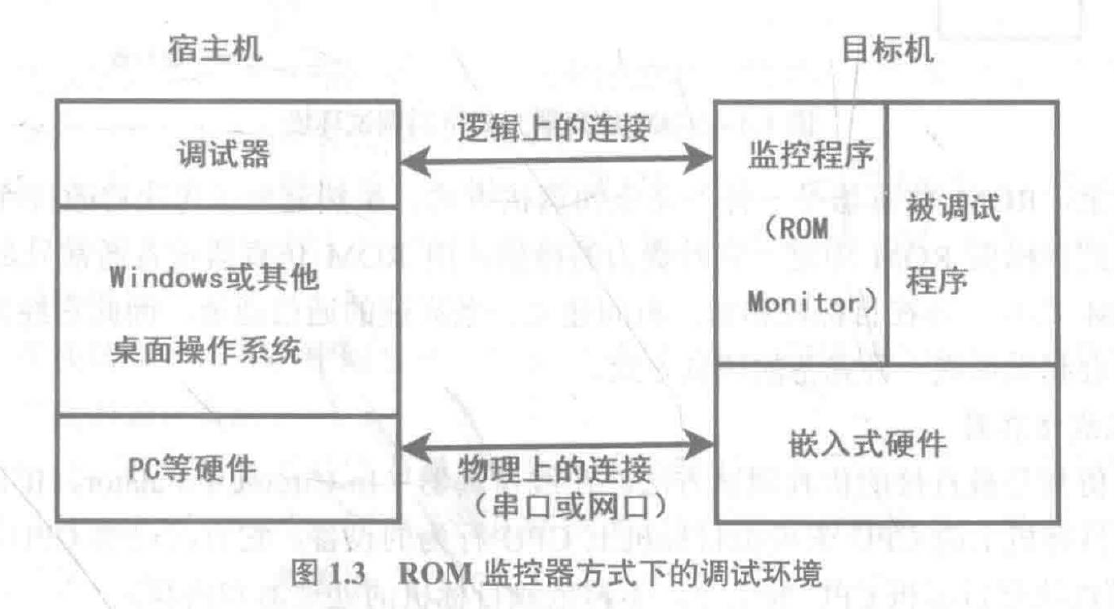 宿主机
目标机
调试器
Windows或其他
桌面操作系统
PC等硬件
逻辑上的连接
物理上的连接
（串口或网口）
监控程序
（ROM
Monitor）
被调试
程序
嵌入式硬件
图 1.3 ROM 监控器方式下的调试环境